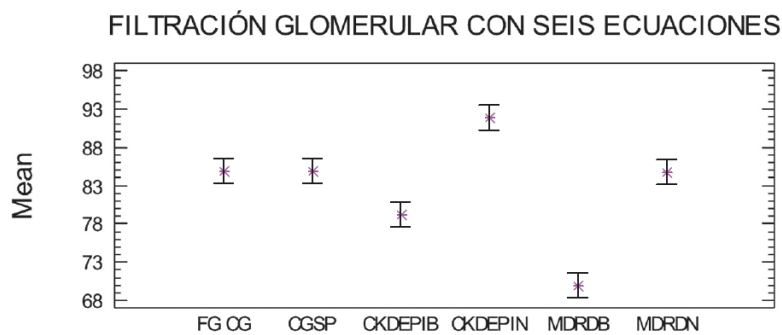 FILTRACIÓN GLOMERULAR CON SEIS ECUACIONES
Mean
98
93
88
83
78
73
68
FG CG CGSP CKDEPIB CKDEPIN MDRDB MDRDN